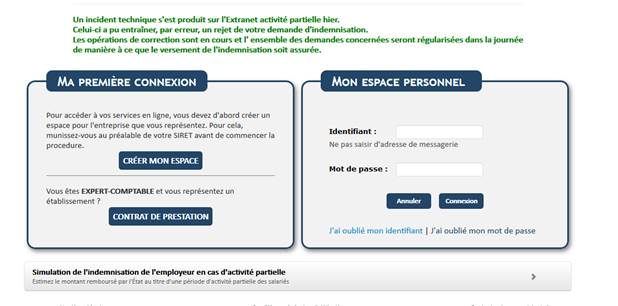 Un incident technique s'est produit sur l'Extranet activité partielle hier.
Celui-ci a pu entraîner, par erreur, un rejet de votre demande d'indemnisation.
Les opérations de correction sont en cours et l' ensemble des demandes concernées seront régularisées dans la journée
de manière à ce que le versement de l'indemnisation soit assurée.
MA PREMIÈRE CONNEXION
Pour accéder à vos services en ligne, vous devez d'abord créer un
espace pour l'entreprise que vous représentez. Pour cela,
munissez-vous au préalable de votre SIRET avant de commencer la
procedure.
CRÉER MON ESPACE
Vous êtes EXPERT-COMPTABLE et vous représentez un
établissement ?
CONTRAT DE PRESTATION
MON ESPACE PERSONNEL
Identifiant :
Ne pas saisir d'adresse de messagerie
Mot de passe :
Annuler Connexion
J'ai oublié mon identifiant | J'ai oublié mon mot de passe
Simulation de l'indemnisation de l'employeur en cas d'activité partielle
Estimez le montant remboursé par l'État au titre d'une période d'activité partielle des salariés